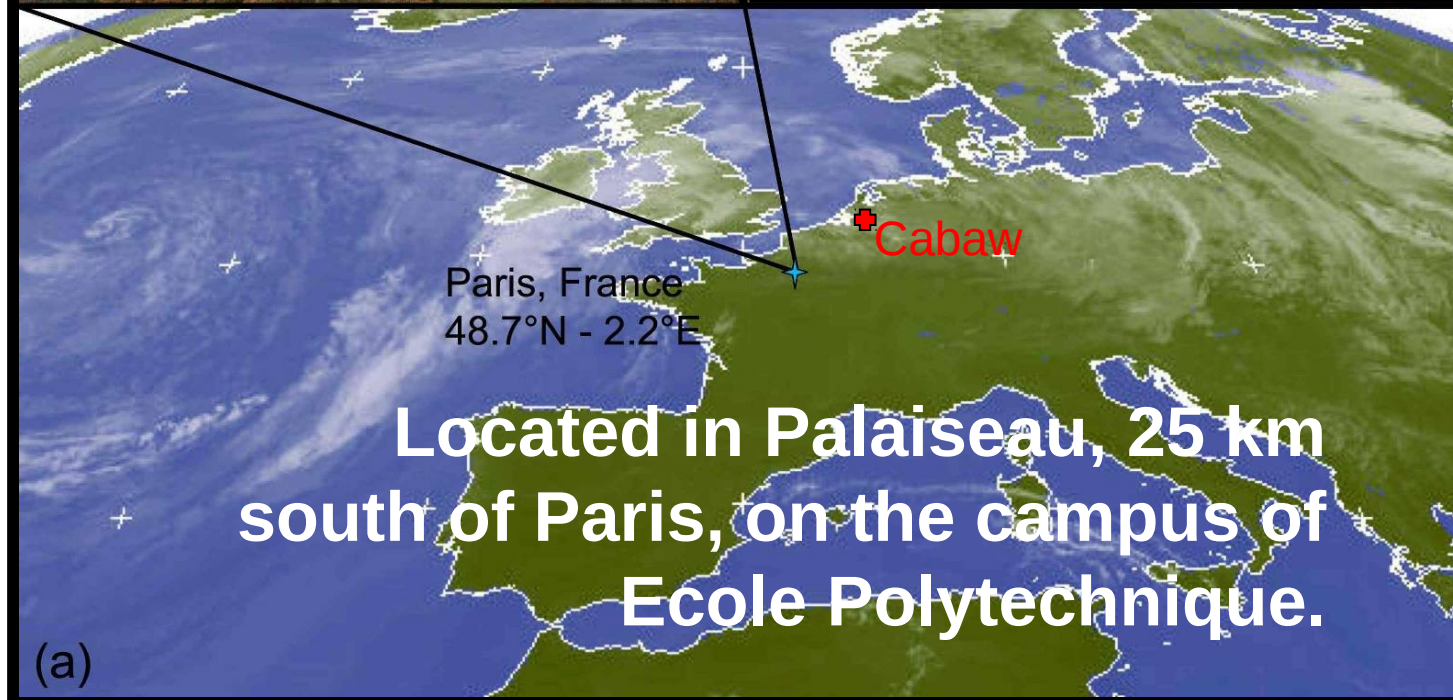 Cabaw
Paris, France
48.7°N - 2.2°E
Located in Palaiseau, 25 km
south of Paris, on the campus of
Ecole Polytechnique.
(a)